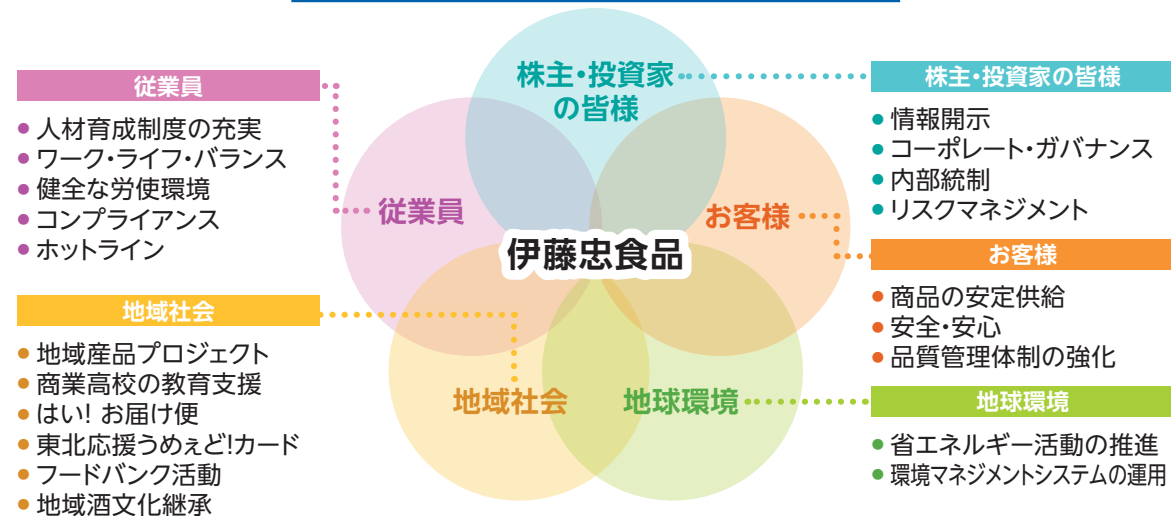 従業員
• 人材育成制度の充実
• ワーク・ライフ・バランス
• 健全な労使環境
• コンプライアンス
• ホットライン
地域社会
• 地域産品プロジェクト
• 商業高校の教育支援
• はい! お届け便
• 東北応援うめぇど!カード
• フードバンク活動
• 地域酒文化継承
株主・投資家
の皆様
従業員
お客様
伊藤忠食品
地域社会
地球環境
株主・投資家の皆様
• 情報開示
• コーポレート・ガバナンス
• 内部統制
• リスクマネジメント
お客様
• 商品の安定供給
• 安全・安心
• 品質管理体制の強化
地球環境
• 省エネルギー活動の推進
• 環境マネジメントシステムの運用